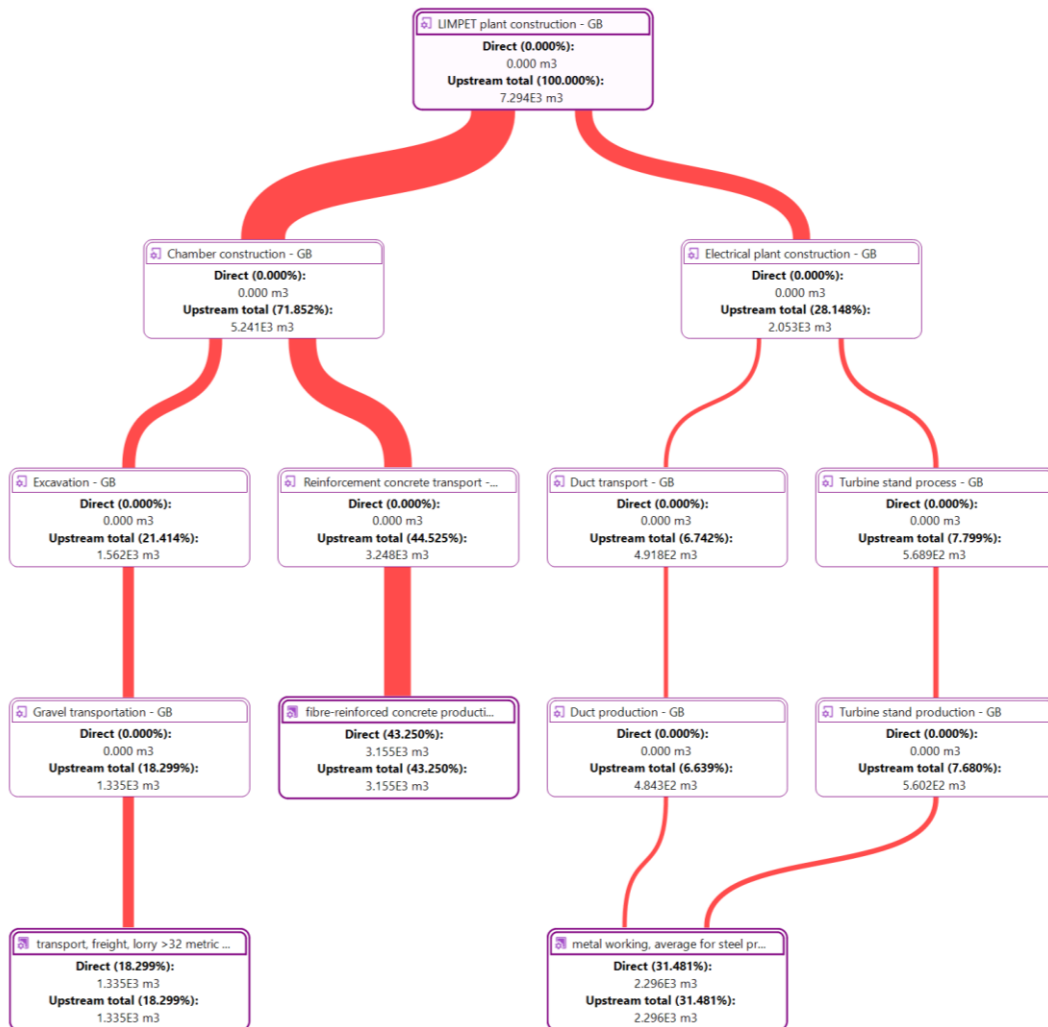 LIMPET plant construction - GB
Direct (0.000%):
0.000 m3
Upstream total (100.000%):
7.294E3 m3
Chamber construction - GB
Direct (0.000%):
0.000 m3
Upstream total (71.852%):
5.241E3 m3
Electrical plant construction - GB
Direct (0.000%):
0.000 m3
Upstream total (28.148%):
2.053E3 m3
Excavation - GB
Direct (0.000%):
0.000 m3
Upstream total (21.414%):
1.562E3 m3
Reinforcement concrete transport -...
Direct (0.000%):
0.000 m3
Upstream total (44.525%):
3.248E3 m3
Duct transport - GB
Direct (0.000%):
0.000 m3
Upstream total (6.742%):
4.918E2 m3
Turbine stand process - GB
Direct (0.000%):
0.000 m3
Upstream total (7.799%):
5.689E2 m3
Gravel transportation - GB
Direct (0.000%):
0.000 m3
Upstream total (18.299%):
1.335E3 m3
fibre-reinforced concrete producti...
Direct (43.250%):
3.155E3 m3
Upstream total (43.250%):
3.155E3 m3
Duct production - GB
Direct (0.000%):
0.000 m3
Upstream total (6.639%):
4.843E2 m3
Turbine stand production - GB
Direct (0.000%):
0.000 m3
Upstream total (7.680%):
5.602E2 m3
transport, freight, lorry >32 metric ...
Direct (18.299%):
1.335E3 m3
Upstream total (18.299%):
1.335E3 m3
metal working, average for steel pr...
Direct (31.481%):
2.296E3 m3
Upstream total (31.481%):
2.296E3 m3